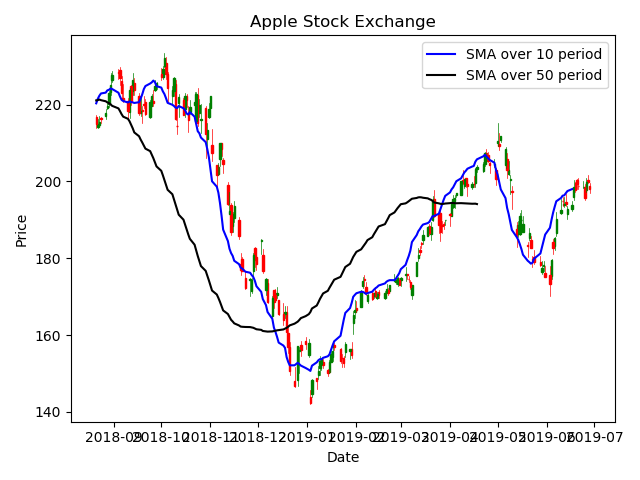 Apple Stock Exchange
SMA over 10 period
SMA over 50 period
Price
220
200
180
160
140
2018-09 2018-10 2018-11 2018-12 2019-01 2019-02 2019-03 2019-04 2019-05 2019-06 2019-07
Date